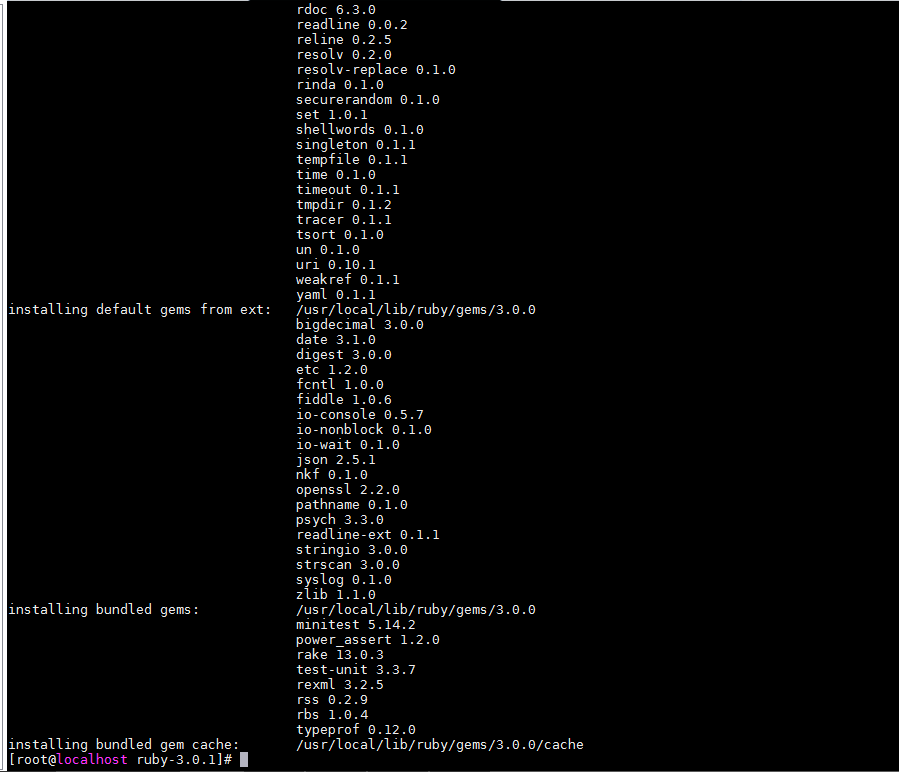 rdoc 6.3.0
readline 0.0.2
reline 0.2.5
resolv 0.2.0
resolv-replace 0.1.0
rinda 0.1.0
securerandom 0.1.0
set 1.0.1
shellwords 0.1.0
singleton 0.1.1
tempfile 0.1.1
time 0.1.0
timeout 0.1.1
tmpdir 0.1.2
tracer 0.1.1
tsort 0.1.0
un 0.1.0
uri 0.10.1
weakref 0.1.1
yaml 0.1.1
installing default gems from ext:   /usr/local/lib/ruby/gems/3.0.0
bigdecimal 3.0.0
date 3.1.0
digest 3.0.0
etc 1.2.0
fcntl 1.0.0
fiddle 1.0.6
io-console 0.5.7
io-nonblock 0.1.0
io-wait 0.1.0
json 2.5.1
nkf 0.1.0
openssl 2.2.0
pathname 0.1.0
psych 3.3.0
readline-ext 0.1.1
stringio 3.0.0
strscan 3.0.0
syslog 0.1.0
zlib 1.1.0
installing bundled gems:            /usr/local/lib/ruby/gems/3.0.0
minitest 5.14.2
power_assert 1.2.0
rake 13.0.3
test-unit 3.3.7
rexml 3.2.5
rss 0.2.9
rbs 1.0.4
typeprof 0.12.0
installing bundled gem cache:       /usr/local/lib/ruby/gems/3.0.0/cache
[root@localhost ruby-3.0.1]#